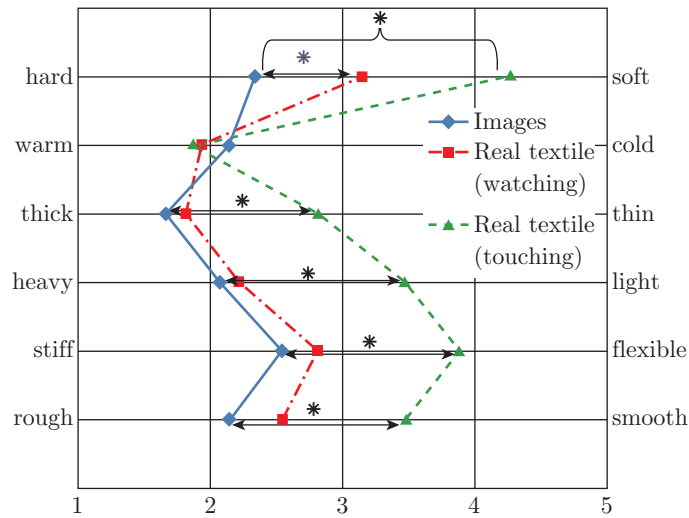 *
*
hard soft
Images
warm cold
Real textile
(watching)
*
thick thin
Real textile
(touching)
*
heavy light
*
stiff flexible
*
rough smooth
1 2 3 4 5